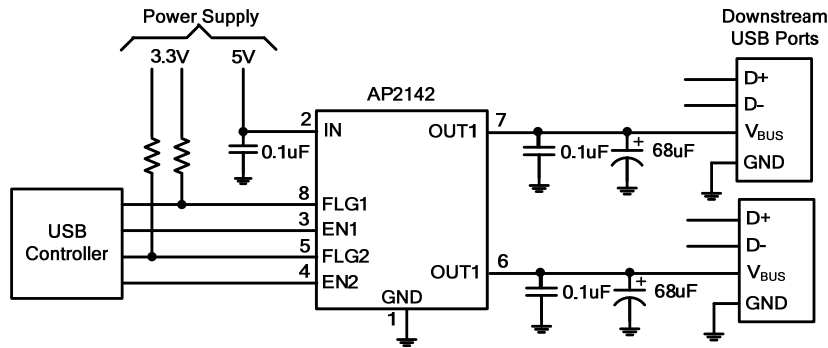 Power Supply
3.3V
5V
Downstream
USB Ports
AP2142
D+
D-
VBUS
GND
2
IN
OUT1
7
0.1uF
0.1uF
68uF
USB
Controller
8
FLG1
3
EN1
5
FLG2
4
EN2
OUT1
6
GND
1
0.1uF
68uF
D+
D-
VBUS
GND